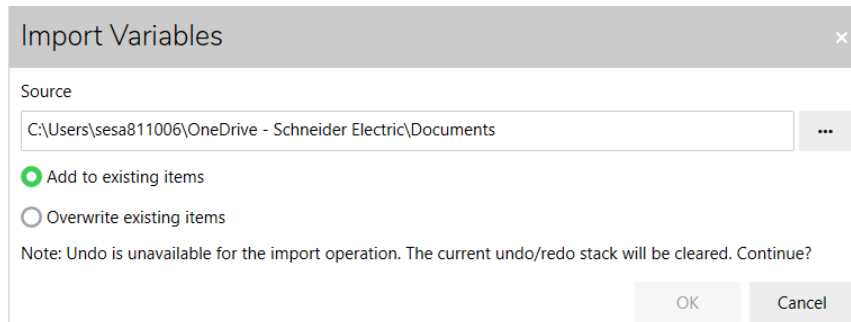 Import Variables
Source
C:\Users\sesa811006\OneDrive - Schneider Electric\Documents
Add to existing items
Overwrite existing items
Note: Undo is unavailable for the import operation. The current undo/redo stack will be cleared. Continue?
OK Cancel